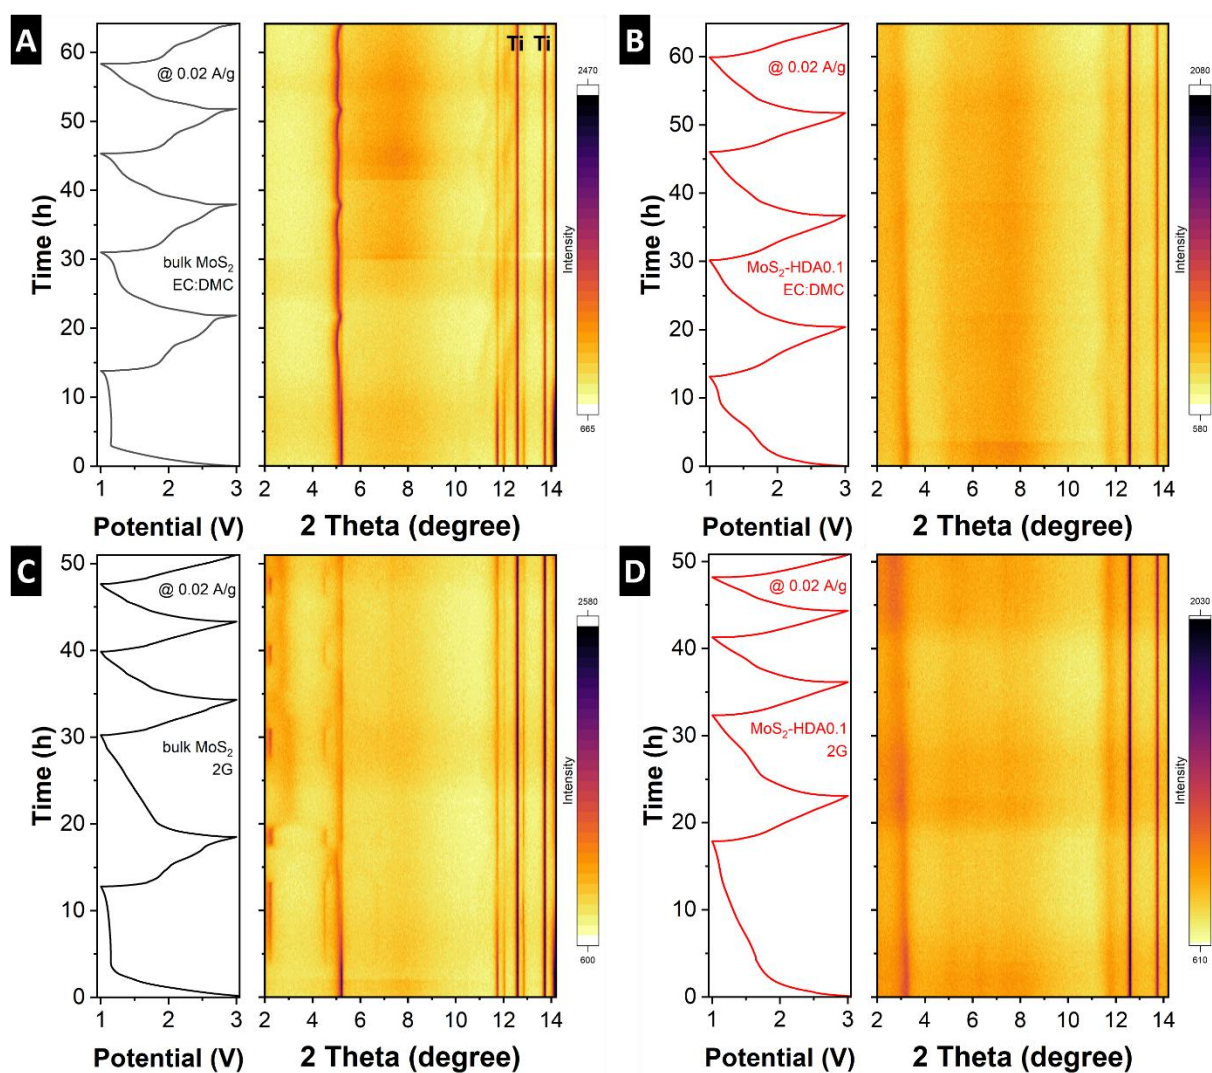 A
B
Ti Ti
@ 0.02 A/g
@ 0.02 A/g
2470
2080
60
50
40
30
20
10
0
60
50
40
30
20
10
0
Time (h)
Time (h)
bulk MoS₂
EC:DMC
MoS₂-HDA0.1
EC:DMC
Intensity
Intensity
665
580
1 2 3
2 4 6 8 10 12 14
1 2 3
2 4 6 8 10 12 14
Potential (V)
2 Theta (degree)
Potential (V)
2 Theta (degree)
C
D
@ 0.02 A/g
@ 0.02 A/g
2580
2030
50
40
30
20
10
0
50
40
30
20
10
0
Time (h)
Time (h)
bulk MoS₂
2G
MoS₂-HDA0.1
2G
Intensity
Intensity
600
610
1 2 3
2 4 6 8 10 12 14
1 2 3
2 4 6 8 10 12 14
Potential (V)
2 Theta (degree)
Potential (V)
2 Theta (degree)